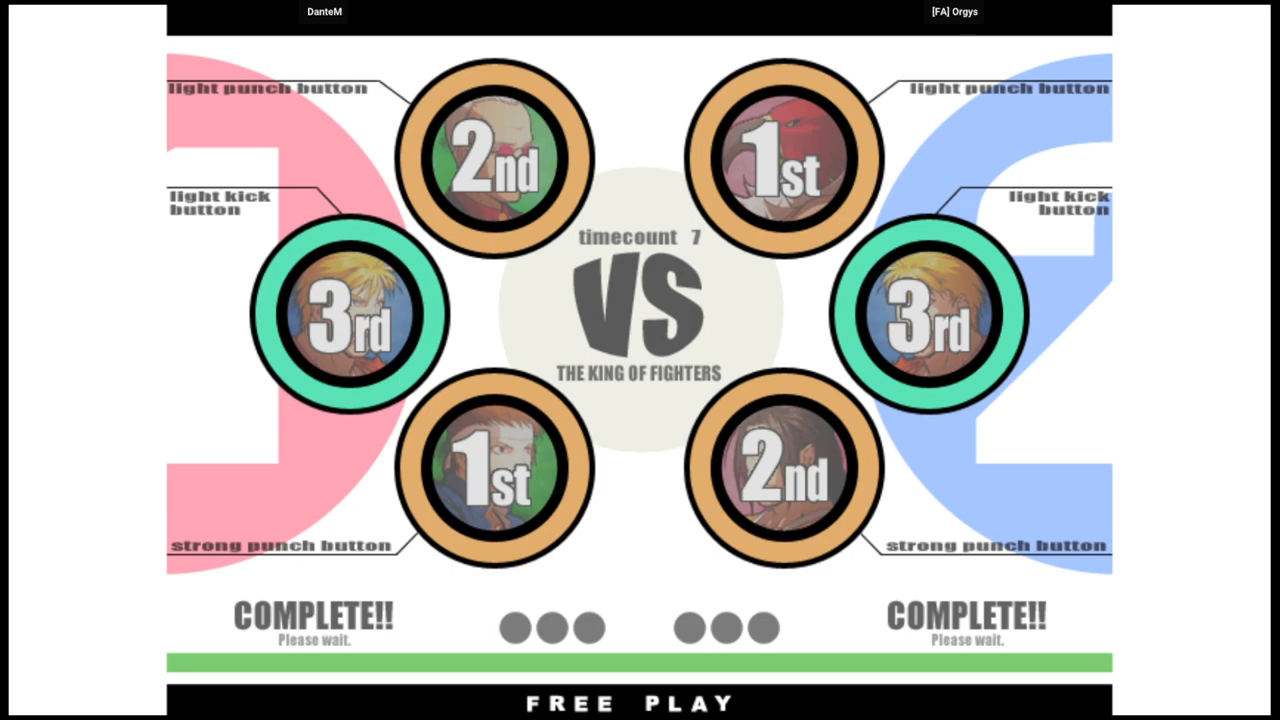 DanteM
[FA] Orgys
light punch button
light punch button
2nd
1st
light kick
button
light kick
button
timecount 7
VS
THE KING OF FIGHTERS
3rd
3rd
1st
2nd
strong punch button
strong punch button
COMPLETE!!
Please wait.
COMPLETE!!
Please wait.
FREE PLAY